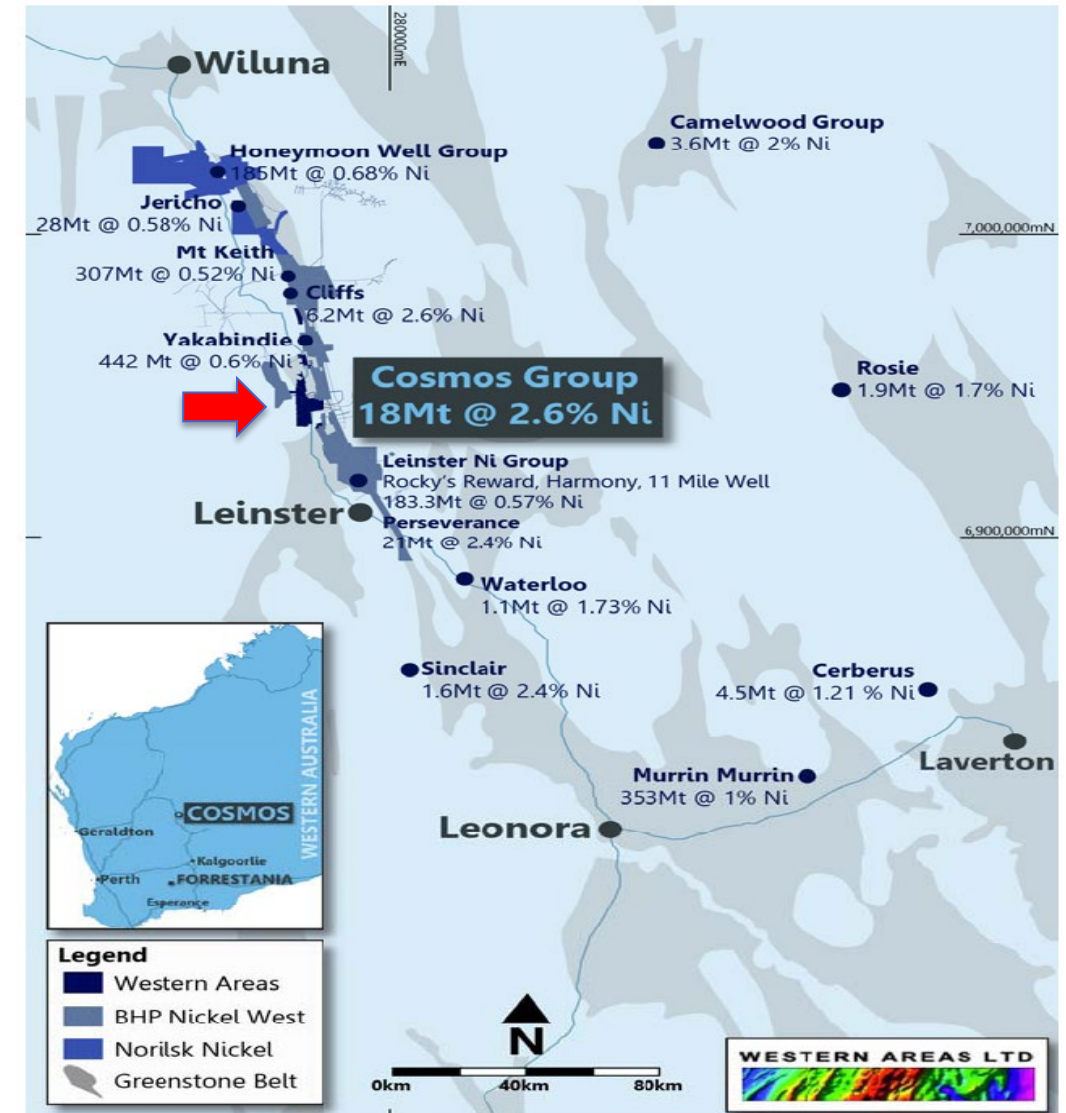 280000mE
Wiluna
Camelwood Group
3.6Mt @ 2% Ni
Honeymoon Well Group
185Mt @ 0.68% Ni
Jericho
28Mt @ 0.58% Ni
7,000,000mN
Mt Keith
307Mt @ 0.52% Ni
Cliffs
6.2Mt @ 2.6% Ni
Yakabindie
442 Mt @ 0.6% Ni
Rosie
1.9Mt @ 1.7% Ni
Cosmos Group
18Mt @ 2.6% Ni
Leinster Ni Group
Rocky's Reward, Harmony, 11 Mile Well
183.3Mt @ 0.57% Ni
Leinster
Perseverance
21Mt @ 2.4% Ni
6,900,000mN
Waterloo
1.1Mt @ 1.73% Ni
Sinclair
1.6Mt @ 2.4% Ni
Cerberus
4.5Mt @ 1.21 % Ni
Laverton
Murrin Murrin
353Mt @ 1% Ni
Leonora
WESTERN AUSTRALIA
COSMOS
Geraldton
Kalgoorlie
Perth
FORRESTANIA
Esperance
Legend
Western Areas
BHP Nickel West
Norilsk Nickel
Greenstone Belt
N
0km 40km 80km
WESTERN AREAS LTD